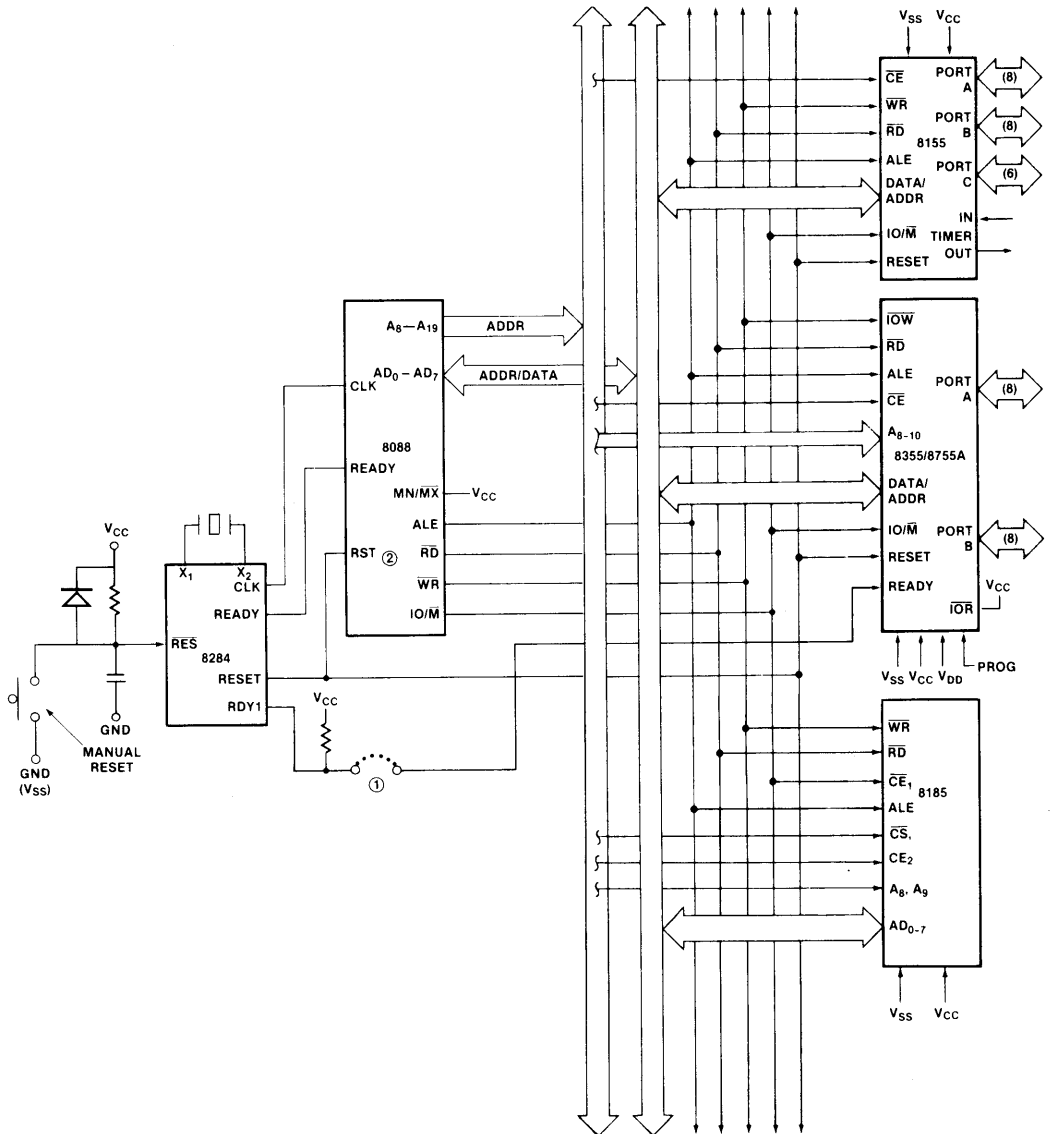 VSS VCC
CE
WR
RD
ALE
DATA/
ADDR
IO/M
RESET
8155
PORT
A
PORT
B
PORT
C
IN
TIMER
OUT
(8)
(8)
(6)
A8—A19
ADDR
AD0 – AD7
ADDR/DATA
CLK
8088
READY
MN/MX
VCC
ALE
RST
②
RD
WR
IO/M
IOW
RD
ALE
CE
A8-10
8355/8755A
DATA/
ADDR
IO/M
RESET
READY
PORT
A
(8)
PORT
B
(8)
VCC
IOR
VSS VCC VDD
PROG
VCC
X1
X2
CLK
READY
RES
8284
RESET
RDY1
VCC
①
GND
MANUAL
RESET
GND
(VSS)
WR
RD
CE1
8185
ALE
CS,
CE2
A8, A9
AD0-7
VSS
VCC